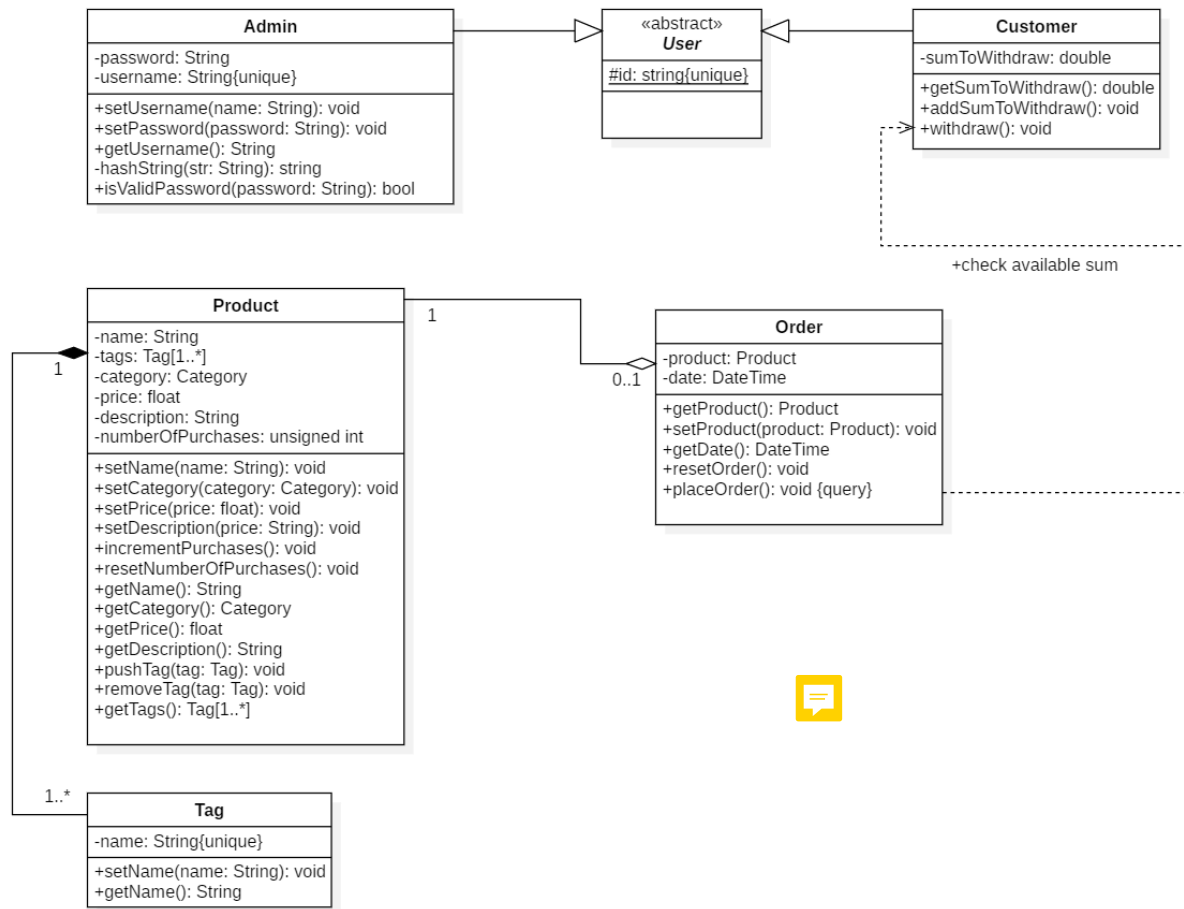 Admin
-password: String
-username: String{unique}
+setUsername(name: String): void
+setPassword(password: String): void
+getUsername(): String
-hashString(str: String): string
+isValidPassword(password: String): bool
«abstract»
User
#id: string{unique}
Customer
-sumToWithdraw: double
+getSumToWithdraw(): double
+addSumToWithdraw(): void
+withdraw(): void
+check available sum
Product
-name: String
-tags: Tag[1..*]
-category: Category
-price: float
-description: String
-numberOfPurchases: unsigned int
+setName(name: String): void
+setCategory(category: Category): void
+setPrice(price: float): void
+setDescription(price: String): void
+incrementPurchases(): void
+resetNumberOfPurchases(): void
+getName(): String
+getCategory(): Category
+getPrice(): float
+getDescription(): String
+pushTag(tag: Tag): void
+removeTag(tag: Tag): void
+getTags(): Tag[1..*]
1
1
0..1
Order
-product: Product
-date: DateTime
+getProduct(): Product
+setProduct(product: Product): void
+getDate(): DateTime
+resetOrder(): void
+placeOrder(): void {query}
1..*
Tag
-name: String{unique}
+setName(name: String): void
+getName(): String